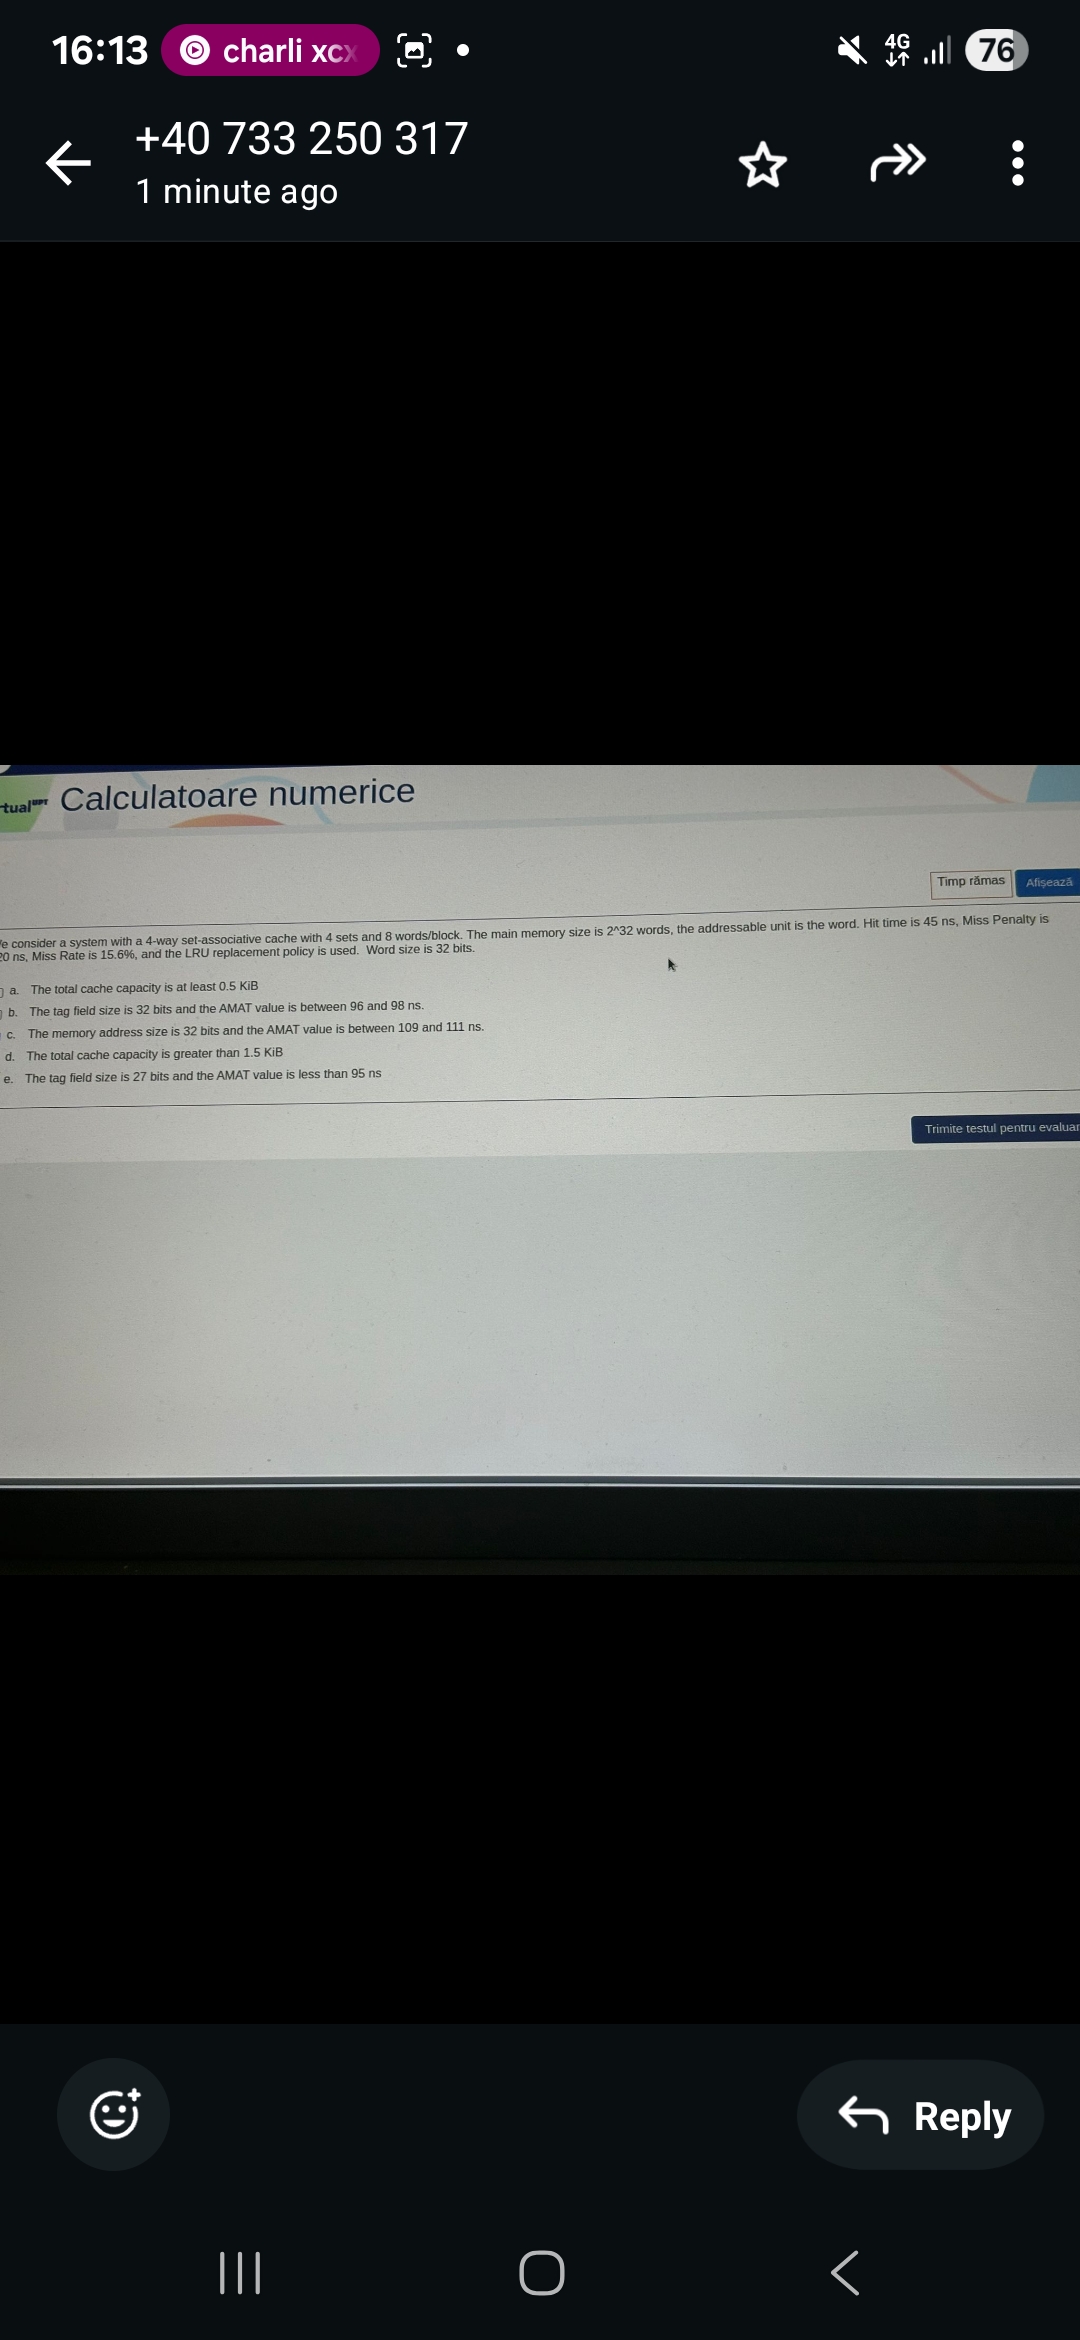 16:13
charli xcx
4G
76
+40 733 250 317
1 minute ago
Calculatoare numerice
Timp rămas
Afișează
e consider a system with a 4-way set-associative cache with 4 sets and 8 words/block. The main memory size is 2^32 words, the addressable unit is the word. Hit time is 45 ns, Miss Penalty is
20 ns, Miss Rate is 15.6%, and the LRU replacement policy is used. Word size is 32 bits.
a. The total cache capacity is at least 0.5 KiB
b. The tag field size is 32 bits and the AMAT value is between 96 and 98 ns.
c. The memory address size is 32 bits and the AMAT value is between 109 and 111 ns.
d. The total cache capacity is greater than 1.5 KiB
e. The tag field size is 27 bits and the AMAT value is less than 95 ns
Trimite testul pentru evaluar
Reply